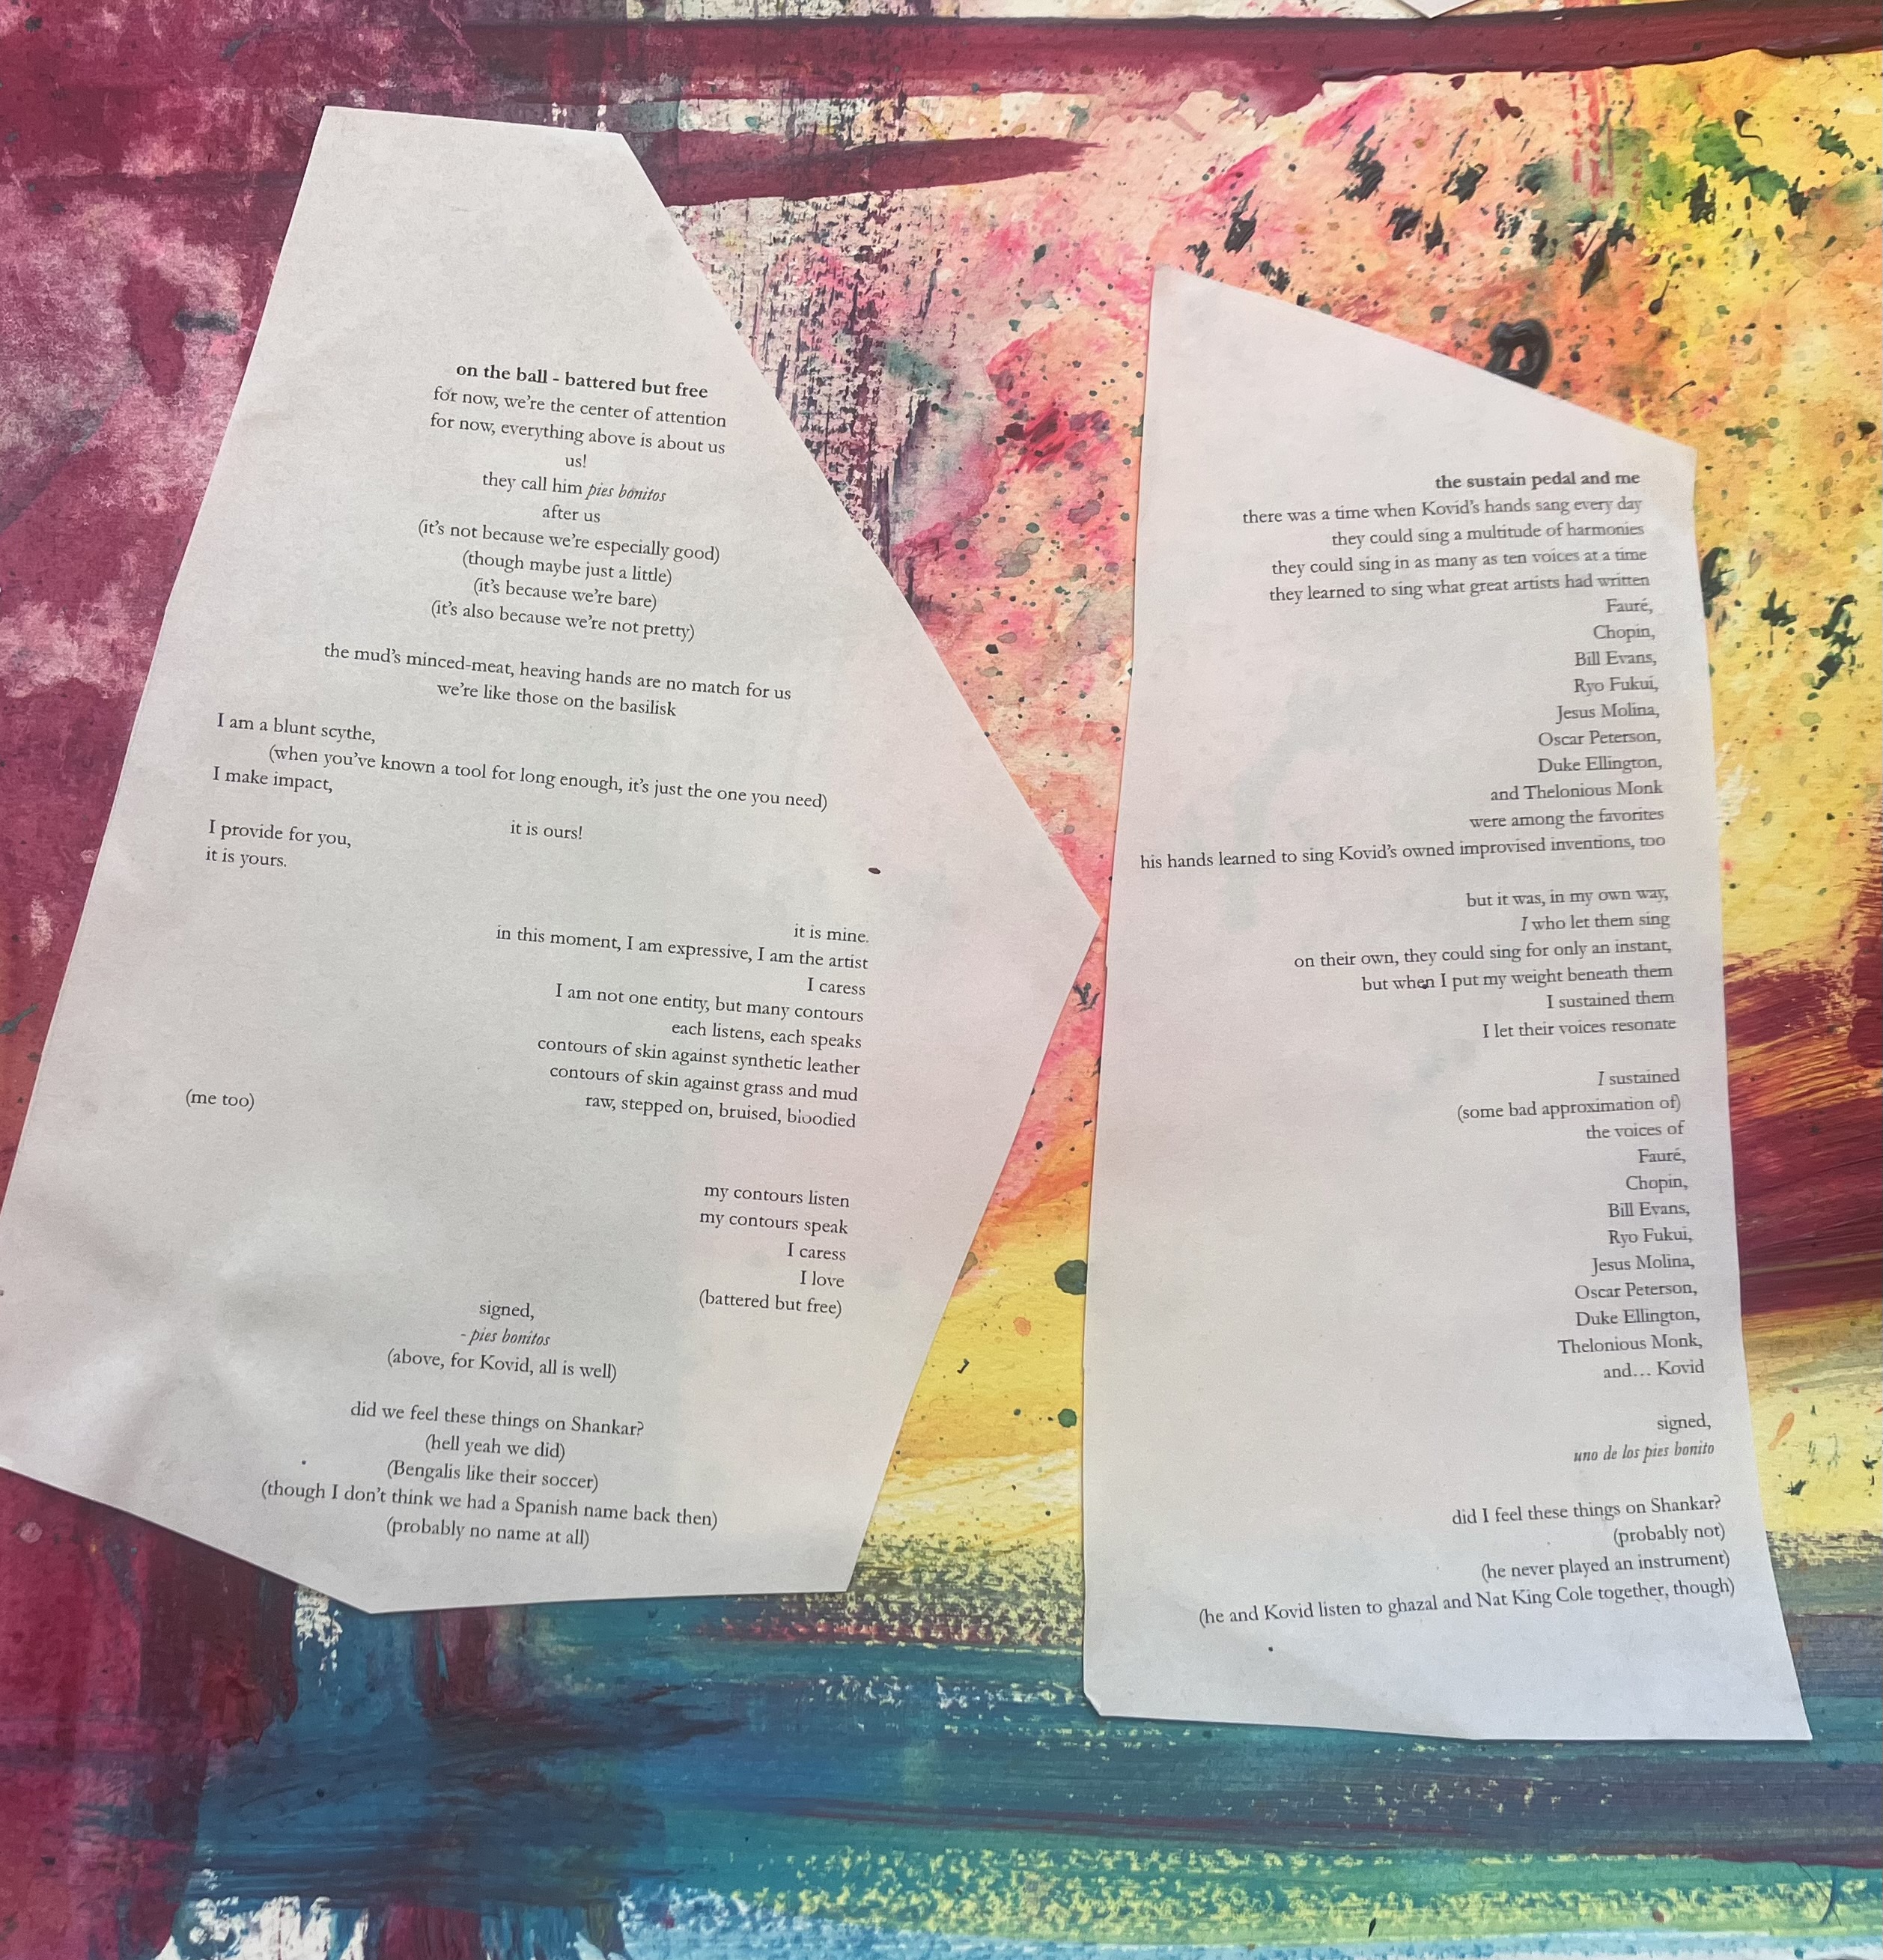 on the ball - battered but free
for now, we're the center of attention
for now, everything above is about us
us!
they call him pies bonitos
after us
(it's not because we're especially good)
(though maybe just a little)
(it's because we're bare)
(it's also because we're not pretty)
the mud's minced-meat, heaving hands are no match for us
we're like those on the basilisk
I am a blunt scythe,
(when you've known a tool for long enough, it's just the one you need)
I make impact,
it is ours!
I provide for you,
it is yours.
it is mine.
in this moment, I am expressive, I am the artist
I caress
I am not one entity, but many contours
each listens, each speaks
contours of skin against synthetic leather
contours of skin against grass and mud
raw, stepped on, bruised, bloodied
(me too)
my contours listen
my contours speak
I caress
I love
(battered but free)
signed,
- pies bonitos
(above, for Kovid, all is well)
did we feel these things on Shankar?
(hell yeah we did)
(Bengalis like their soccer)
(though I don't think we had a Spanish name back then)
(probably no name at all)
the sustain pedal and me
there was a time when Kovid's hands sang every day
they could sing a multitude of harmonies
they could sing in as many as ten voices at a time
they learned to sing what great artists had written
Fauré,
Chopin,
Bill Evans,
Ryo Fukui,
Jesus Molina,
Oscar Peterson,
Duke Ellington,
and Thelonious Monk
were among the favorites
his hands learned to sing Kovid's owned improvised inventions, too
but it was, in my own way,
I who let them sing
on their own, they could sing for only an instant,
but when I put my weight beneath them
I sustained them
I let their voices resonate
I sustained
(some bad approximation of)
the voices of
Fauré,
Chopin,
Bill Evans,
Ryo Fukui,
Jesus Molina,
Oscar Peterson,
Duke Ellington,
Thelonious Monk,
and… Kovid
signed,
uno de los pies bonito
did I feel these things on Shankar?
(probably not)
(he never played an instrument)
(he and Kovid listen to ghazal and Nat King Cole together, though)